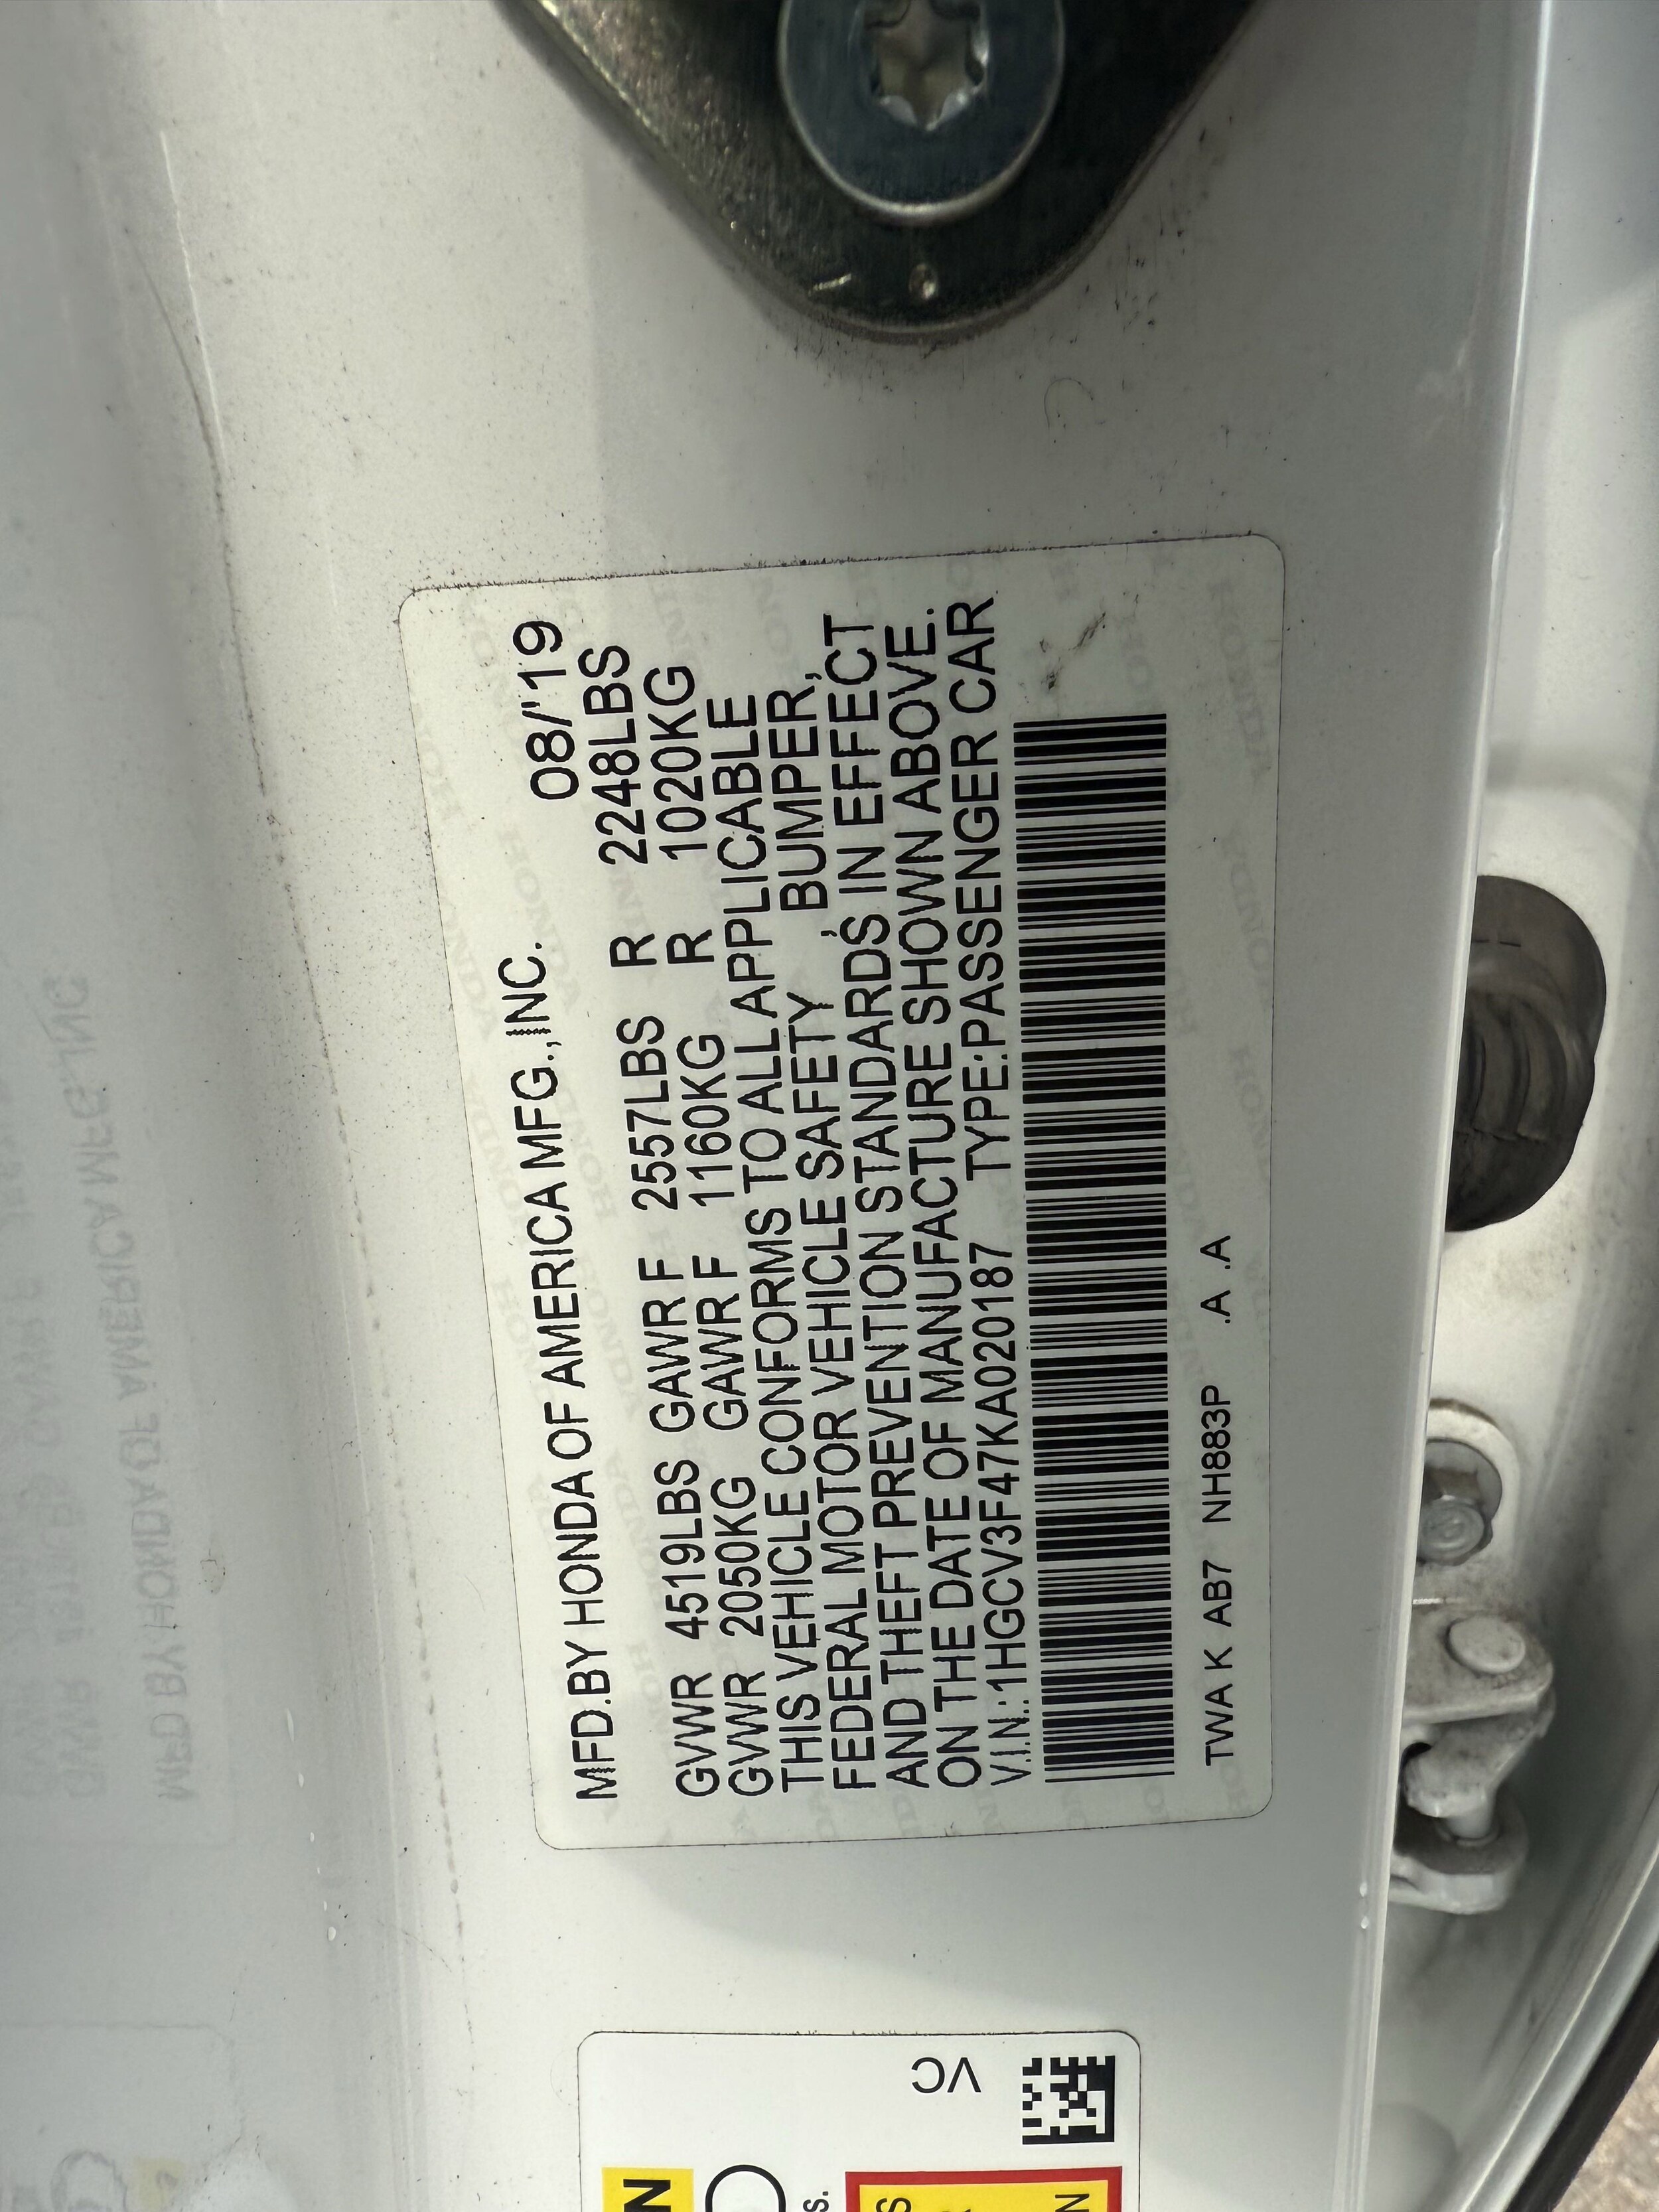 MFD.BY HONDA OF AMERICA MFG.,INC. 08/'19
GVWR 4519LBS GAWR F 2557LBS R 2248LBS
GVWR 2050KG GAWR F 1160KG R 1020KG
THIS VEHICLE CONFORMS TO ALL APPLICABLE
FEDERAL MOTOR VEHICLE SAFETY , BUMPER,
AND THEFT PREVENTION STANDARDS IN EFFECT
ON THE DATE OF MANUFACTURE SHOWN ABOVE.
V.I.N.:1HGCV3F47KA020187 TYPE:PASSENGER CAR
TWA K AB7 NH883P .A .A
VC